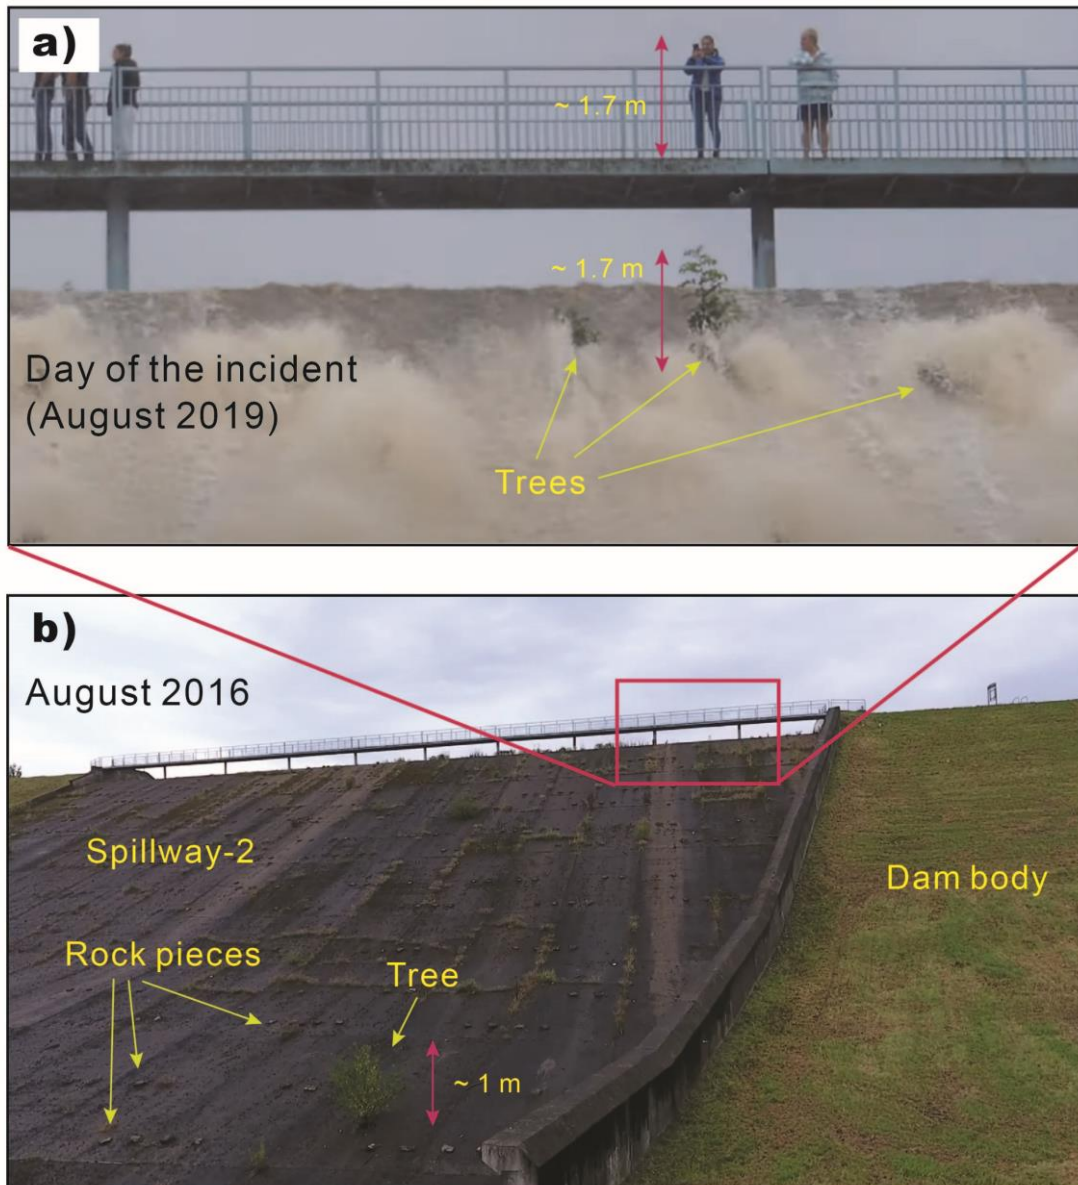 a)
~ 1.7 m
~ 1.7 m
Day of the incident
(August 2019)
Trees
b)
August 2016
Spillway-2
Dam body
Rock pieces
Tree
~ 1 m